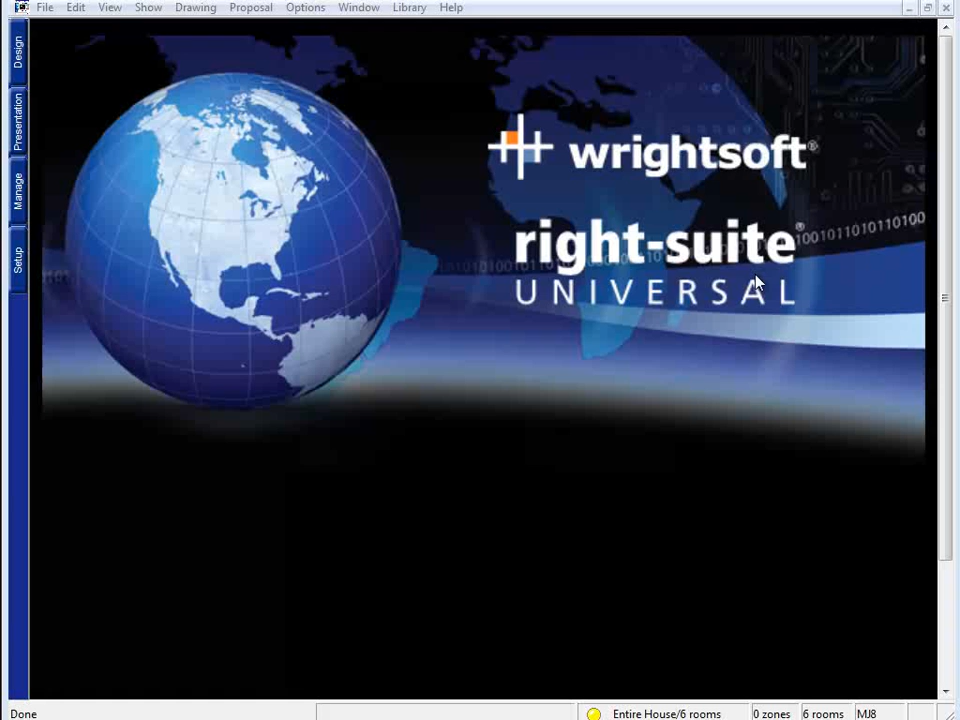 File Edit View Show Drawing Proposal Options Window Library Help
Design
Presentation
Manage
Setup
wrightsoft®
right-suite®
UNIVERSAL
Done
Entire House/6 rooms
0 zones
6 rooms
MJ8